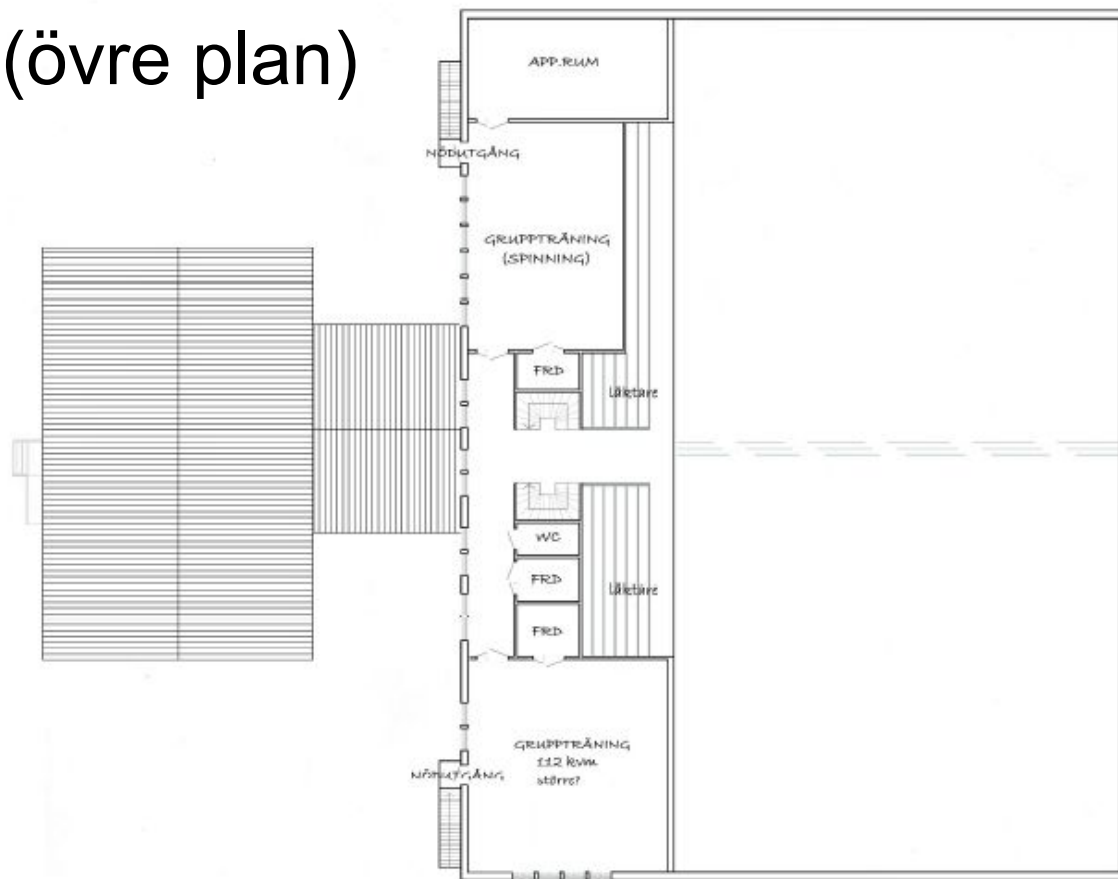 (övre plan)
APP.RUM
NÖDUTGÅNG
GRUPPTRÄNING
(SPINNING)
FRD
Läktare
WC
FRD
Läktare
FRD
GRUPPTRÄNING
112 kvm
större?
NÖDUTGÅNG